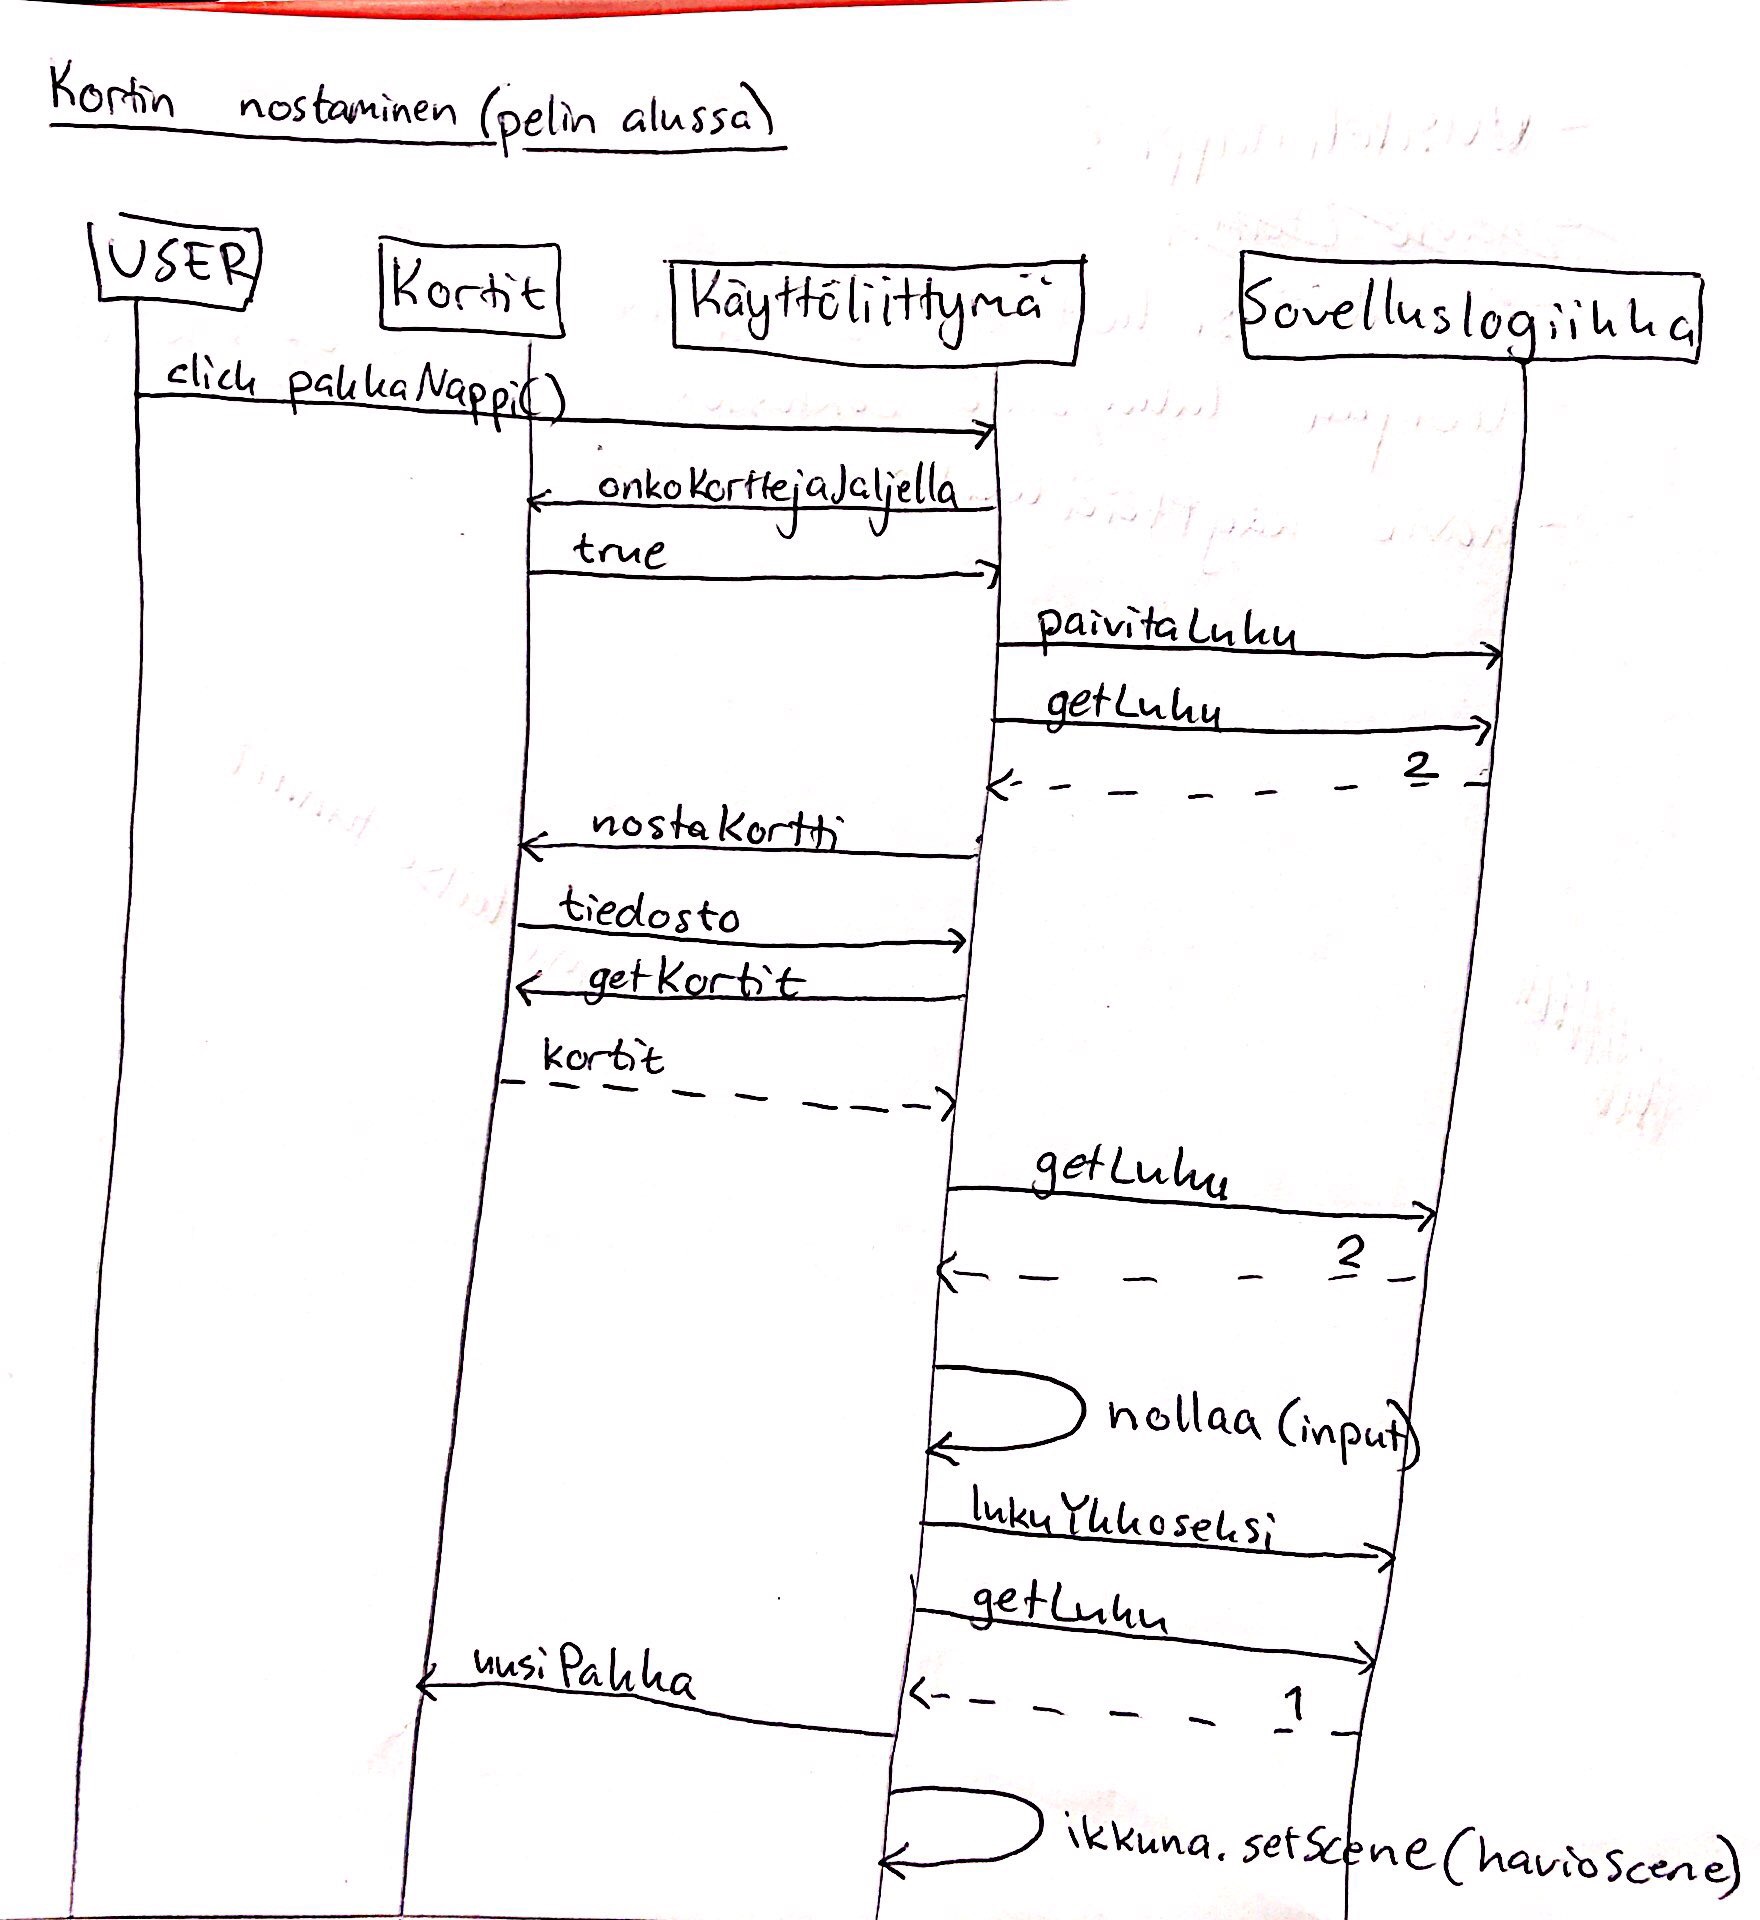 Kortin nostaminen (pelin alussa)
USER
Kortit
Käyttöliittymä
Sovelluslogiikka
click pakkaNappi()
onkoKorttejaJaljella
true
paivitaLuku
getLuku
2
nostaKortti
tiedosto
getKortit
kortit
getLuku
2
nollaa (input)
lukuYkkoseksi
getLuku
uusiPakka
1
ikkuna.setScene(havioScene)